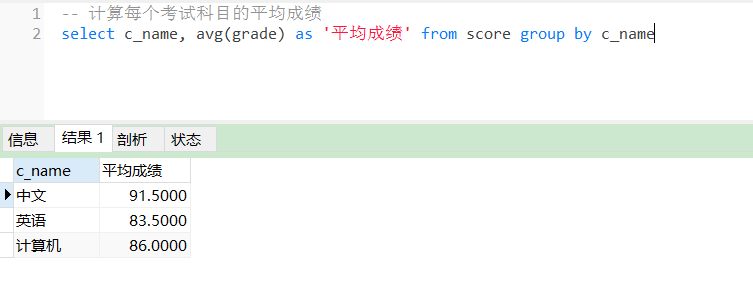 1 -- 计算每个考试科目的平均成绩
2 select c_name, avg(grade) as '平均成绩' from score group by c_name
信息 结果 1 剖析 状态
c_name 平均成绩
中文 91.5000
英语 83.5000
计算机 86.0000